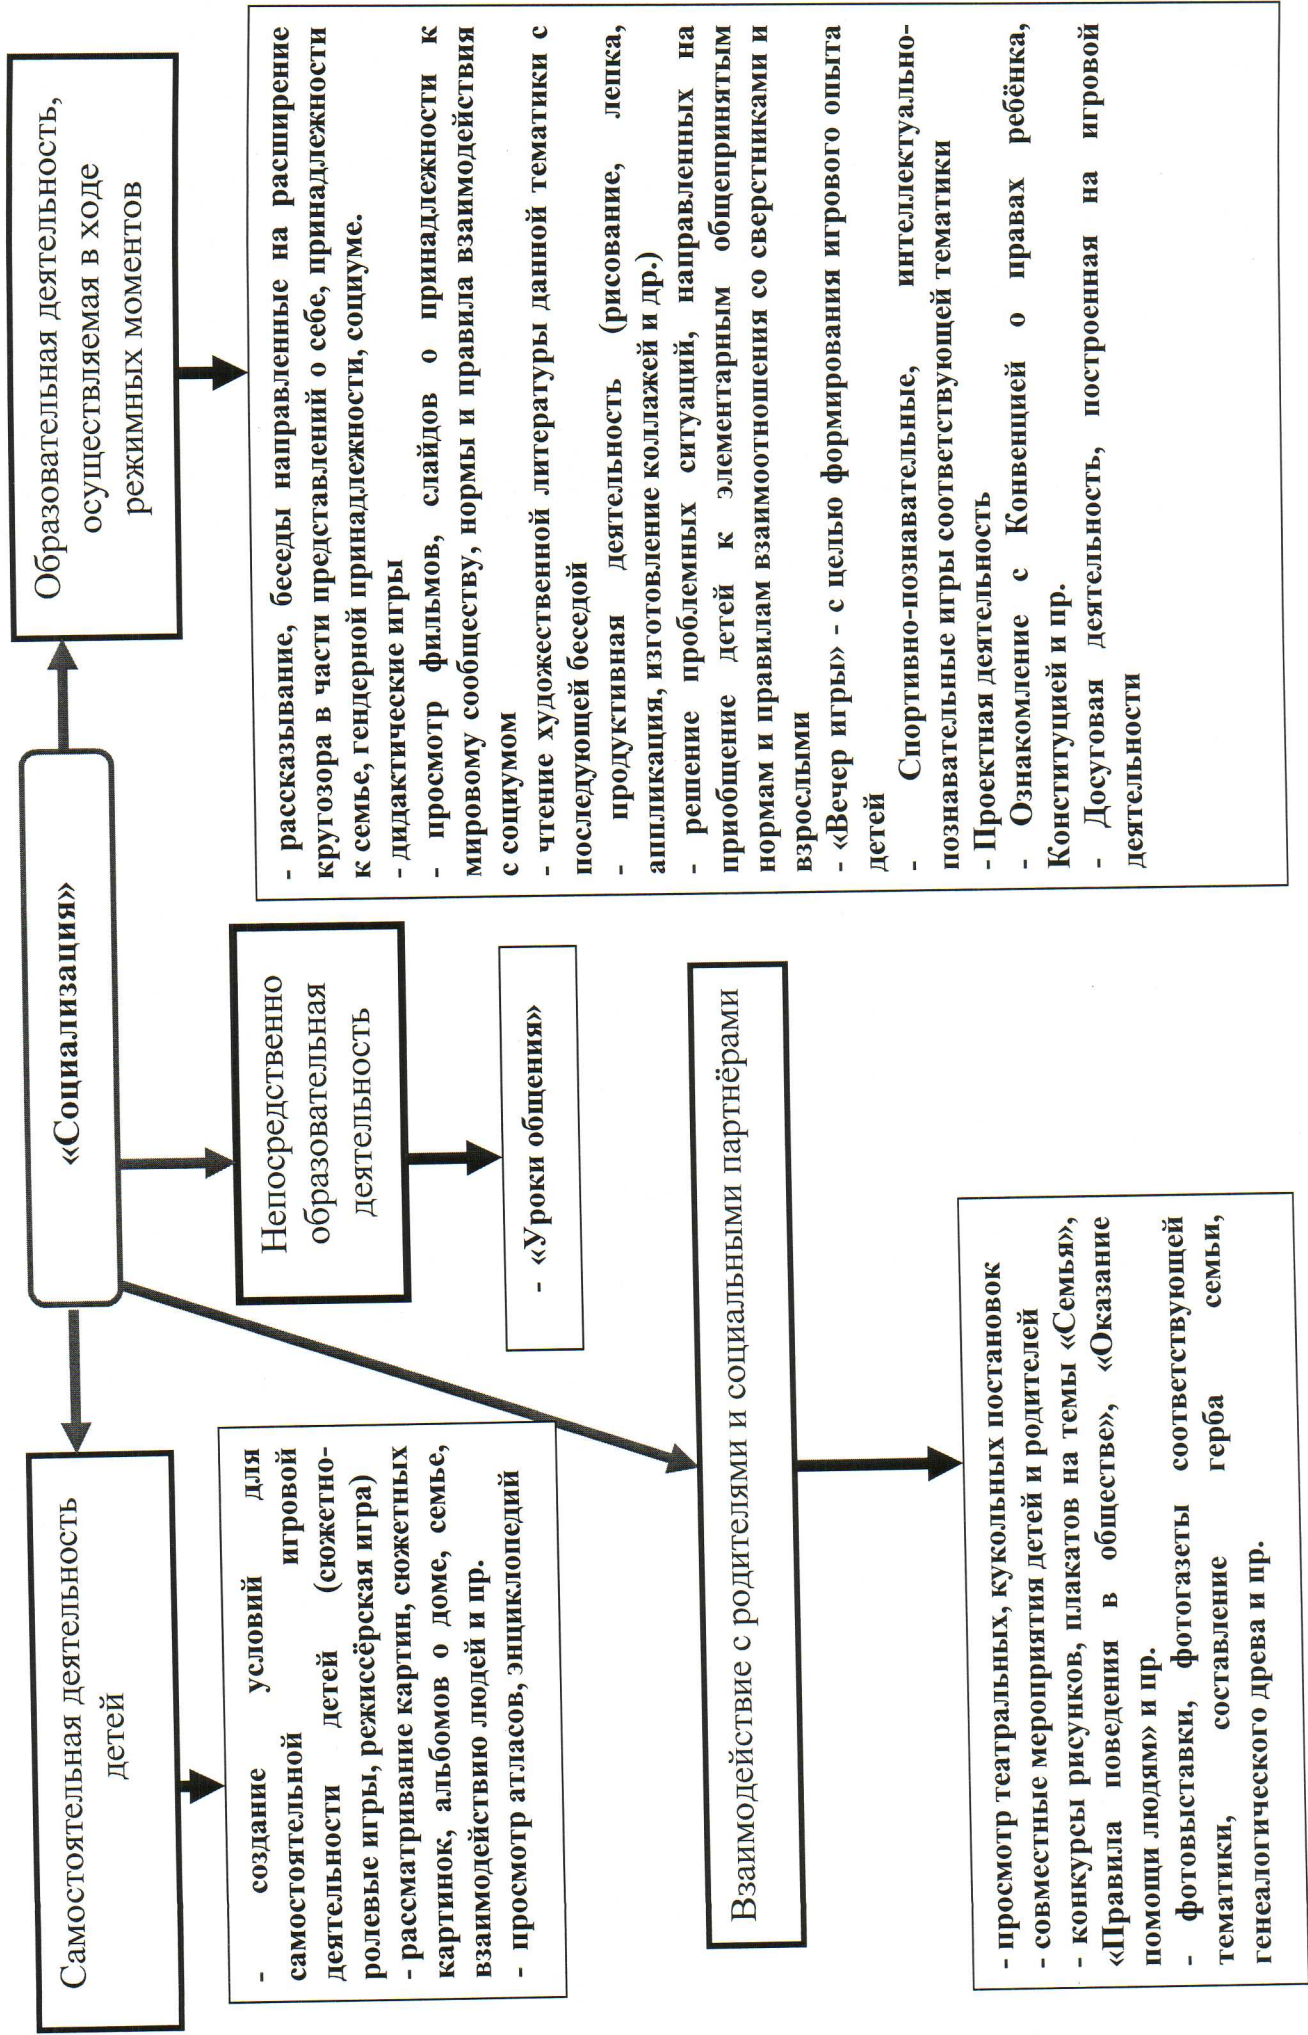 «Социализация»
Самостоятельная деятельность
детей
- создание условий для
самостоятельной игровой
деятельности детей (сюжетно-
ролевые игры, режиссёрская игра)
- рассматривание картин, сюжетных
картинок, альбомов о доме, семье,
взаимодействию людей и пр.
- просмотр атласов, энциклопедий
Непосредственно
образовательная
деятельность
- «Уроки общения»
Образовательная деятельность,
осуществляемая в ходе
режимных моментов
- рассказывание, беседы направленные на расширение
кругозора в части представлений о себе, принадлежности
к семье, гендерной принадлежности, социуме.
- дидактические игры
- просмотр фильмов, слайдов о принадлежности к
мировому сообществу, нормы и правила взаимодействия
с социумом
- чтение художественной литературы данной тематики с
последующей беседой
- продуктивная деятельность (рисование, лепка,
аппликация, изготовление коллажей и др.)
- решение проблемных ситуаций, направленных на
приобщение детей к элементарным общепринятым
нормам и правилам взаимоотношения со сверстниками и
взрослыми
- «Вечер игры» - с целью формирования игрового опыта
детей
- Спортивно-познавательные, интеллектуально-
познавательные игры соответствующей тематики
- Проектная деятельность
- Ознакомление с Конвенцией о правах ребёнка,
Конституцией и пр.
- Досуговая деятельность, построенная на игровой
деятельности
Взаимодействие с родителями и социальными партнёрами
- просмотр театральных, кукольных постановок
- совместные мероприятия детей и родителей
- конкурсы рисунков, плакатов на темы «Семья»,
«Правила поведения в обществе», «Оказание
помощи людям» и пр.
- фотовыставки, фотогазеты соответствующей
тематики, составление герба семьи,
генеалогического древа и пр.